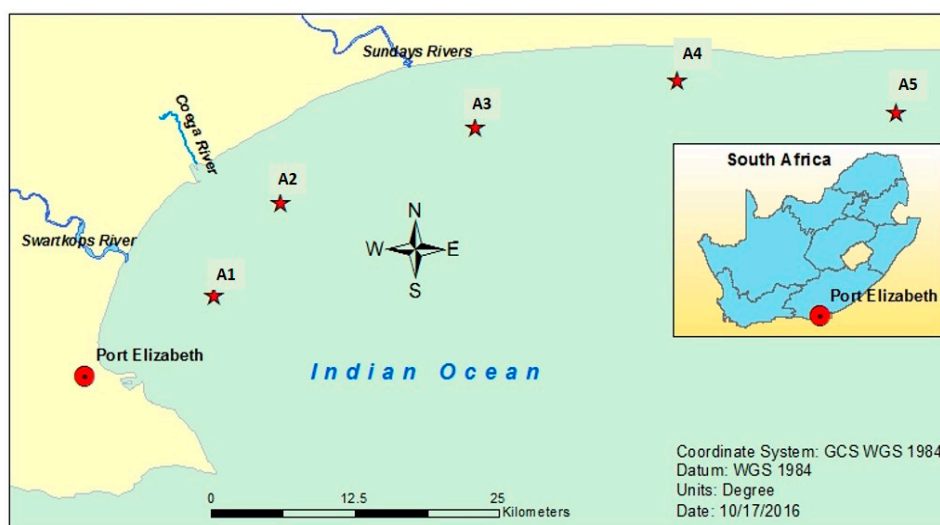 Sundays Rivers
A4
A5
A3
Coega River
South Africa
A2
N
Swartkops River
W E
S
A1
Port Elizabeth
Port Elizabeth
Indian Ocean
Coordinate System: GCS WGS 1984
Datum: WGS 1984
Units: Degree
Date: 10/17/2016
0 12.5 25
Kilometers